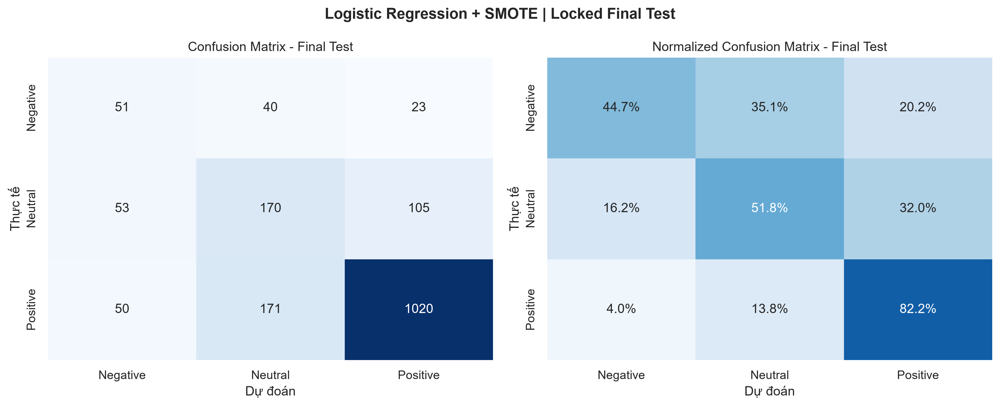 Logistic Regression + SMOTE | Locked Final Test
Confusion Matrix - Final Test
Thực tế
Negative
51 40 23
Neutral
53 170 105
Positive
50 171 1020
Negative Neutral Positive
Dự đoán
Normalized Confusion Matrix - Final Test
Thực tế
Negative
44.7% 35.1% 20.2%
Neutral
16.2% 51.8% 32.0%
Positive
4.0% 13.8% 82.2%
Negative Neutral Positive
Dự đoán